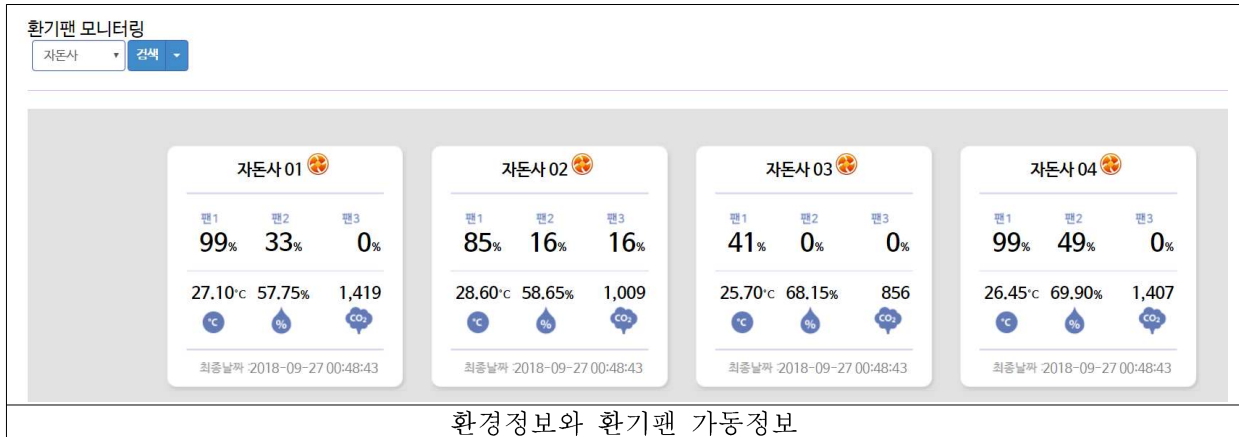 환기팬 모니터링
자돈사 검색
자돈사 01 자돈사 02 자돈사 03 자돈사 04
팬1 팬2 팬3 팬1 팬2 팬3 팬1 팬2 팬3 팬1 팬2 팬3
99% 33% 0% 85% 16% 16% 41% 0% 0% 99% 49% 0%
27.10°C 57.75% 1,419 28.60°C 58.65% 1,009 25.70°C 68.15% 856 26.45°C 69.90% 1,407
°C % CO2 °C % CO2 °C % CO2 °C % CO2
최종날짜 :2018-09-27 00:48:43 최종날짜 :2018-09-27 00:48:43 최종날짜 :2018-09-27 00:48:43 최종날짜 :2018-09-27 00:48:43
환경정보와 환기팬 가동정보